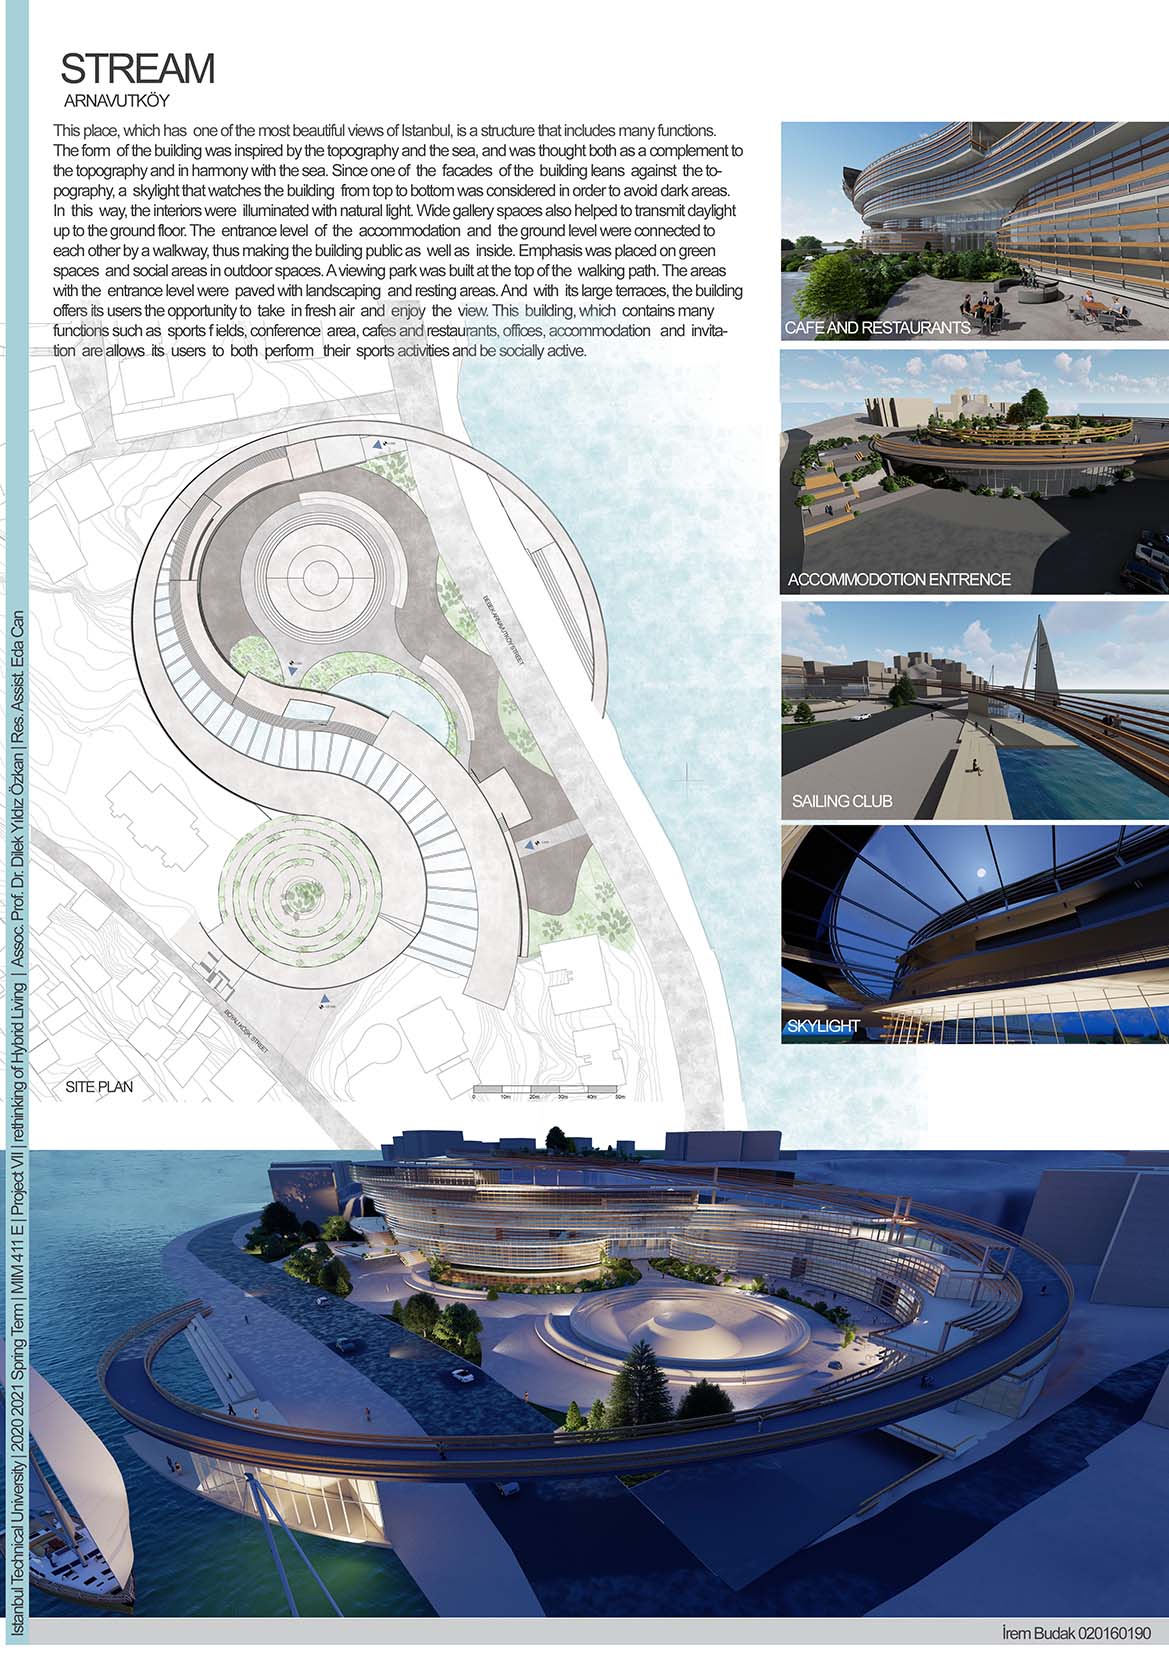 STREAM
ARNAVUTKÖY
This place, which has one of the most beautiful views of Istanbul, is a structure that includes many functions.
The form of the building was inspired by the topography and the sea, and was thought both as a complement to
the topography and in harmony with the sea. Since one of the facades of the building leans against the to-
pography, a skylight that watches the building from top to bottom was considered in order to avoid dark areas.
In this way, the interiors were illuminated with natural light. Wide gallery spaces also helped to transmit daylight
up to the ground floor. The entrance level of the accommodation and the ground level were connected to
each other by a walkway, thus making the building public as well as inside. Emphasis was placed on green
spaces and social areas in outdoor spaces. A viewing park was built at the top of the walking path. The areas
with the entrance level were paved with landscaping and resting areas. And with its large terraces, the building
offers its users the opportunity to take in fresh air and enjoy the view. This building, which contains many
functions such as sports f ields, conference area, cafes and restaurants, offices, accommodation and invita-
tion are allows its users to both perform their sports activities and be socially active.
CAFE AND RESTAURANTS
ACCOMMODOTION ENTRENCE
SAILING CLUB
SKYLIGHT
BEBEK ARNAVUTKÖY STREET
BOYALI KÖŞK STREET
SITE PLAN
0 10m 20m 30m 40m 50m
Istanbul Technical University | 2020 2021 Spring Term | MIM 411 E | Project VII | rethinking of Hybrid Living | Assoc. Prof. Dr. Dilek Yıldız Özkan | Res. Assist. Eda Can
İrem Budak 020160190